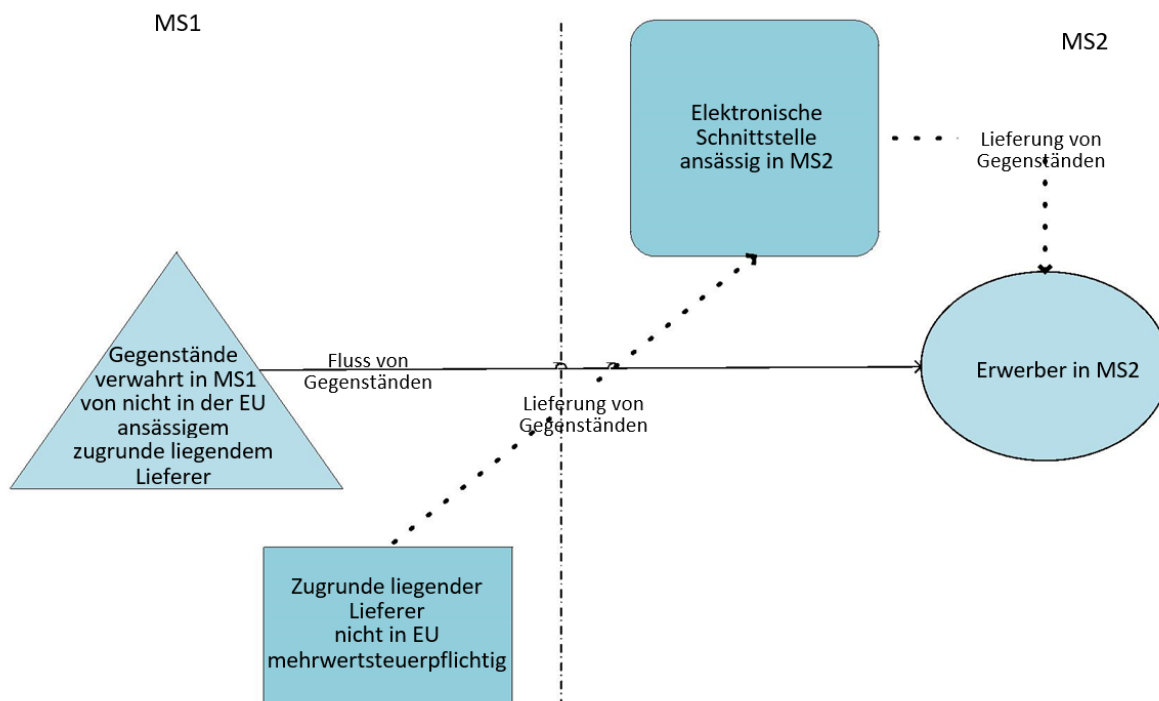 MS1
MS2
Elektronische
Schnittstelle
ansässig in MS2
Lieferung von
Gegenständen
Gegenstände
verwahrt in MS1
von nicht in der EU
ansässigem
zugrunde liegendem
Lieferer
Fluss von
Gegenständen
Erwerber in MS2
Lieferung von
Gegenständen
Zugrunde liegender
Lieferer
nicht in EU
mehrwertsteuerpflichtig